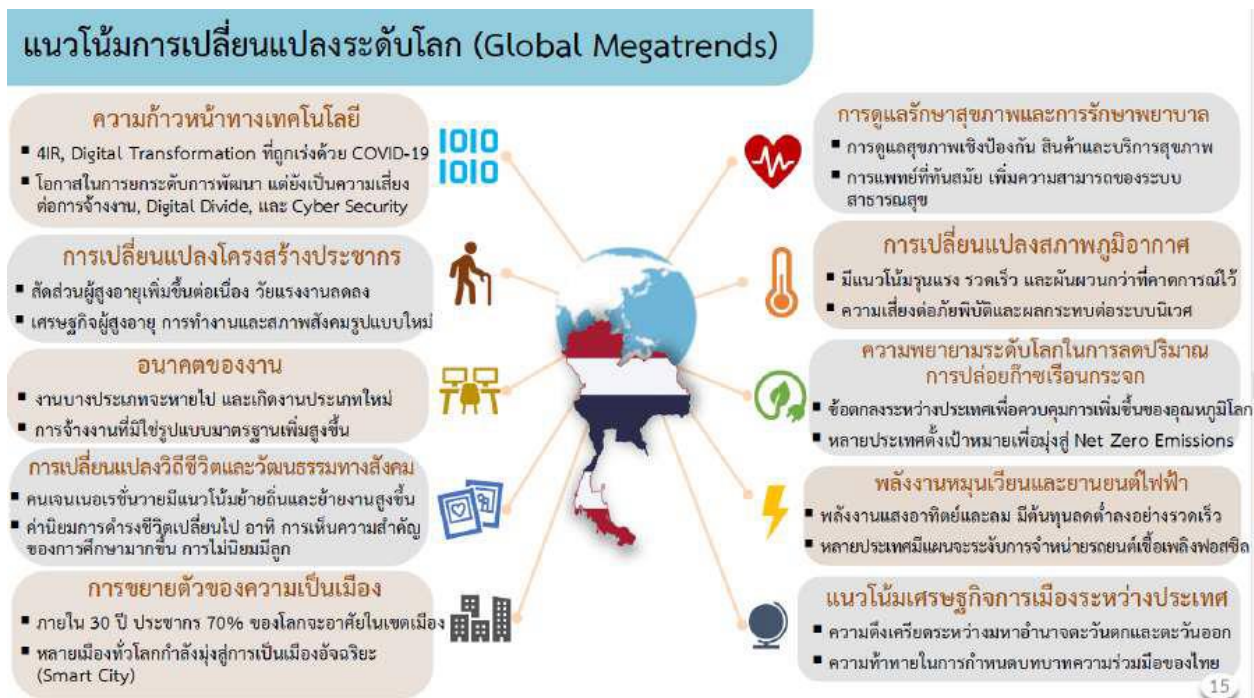 แนวโน้มการเปลี่ยนแปลงระดับโลก (Global Megatrends)
ความก้าวหน้าทางเทคโนโลยี
▪ 4IR, Digital Transformation ที่ถูกเร่งด้วย COVID-19
▪ โอกาสในการยกระดับการพัฒนา แต่ยังเป็นความเสี่ยง
ต่อการจ้างงาน, Digital Divide, และ Cyber Security
การเปลี่ยนแปลงโครงสร้างประชากร
▪ สัดส่วนผู้สูงอายุเพิ่มขึ้นต่อเนื่อง วัยแรงงานลดลง
▪ เศรษฐกิจผู้สูงอายุ การทำงานและสภาพสังคมรูปแบบใหม่
อนาคตของงาน
▪ งานบางประเภทจะหายไป และเกิดงานประเภทใหม่
▪ การจ้างงานที่มิใช่รูปแบบมาตรฐานเพิ่มสูงขึ้น
การเปลี่ยนแปลงวิถีชีวิตและวัฒนธรรมทางสังคม
▪ คนเจนเนอเรชั่นวายมีแนวโน้มย้ายถิ่นและย้ายงานสูงขึ้น
▪ ค่านิยมการดำรงชีวิตเปลี่ยนไป อาทิ การเห็นความสำคัญ
ของการศึกษามากขึ้น การไม่นิยมมีลูก
การขยายตัวของความเป็นเมือง
▪ ภายใน 30 ปี ประชากร 70% ของโลกจะอาศัยในเขตเมือง
▪ หลายเมืองทั่วโลกกำลังมุ่งสู่การเป็นเมืองอัจฉริยะ
(Smart City)
1010
1010
การดูแลรักษาสุขภาพและการรักษาพยาบาล
▪ การดูแลสุขภาพเชิงป้องกัน สินค้าและบริการสุขภาพ
▪ การแพทย์ที่ทันสมัย เพิ่มความสามารถของระบบ
สาธารณสุข
การเปลี่ยนแปลงสภาพภูมิอากาศ
▪ มีแนวโน้มรุนแรง รวดเร็ว และผันผวนกว่าที่คาดการณ์ไว้
▪ ความเสี่ยงต่อภัยพิบัติและผลกระทบต่อระบบนิเวศ
ความพยายามระดับโลกในการลดปริมาณ
การปล่อยก๊าซเรือนกระจก
▪ ข้อตกลงระหว่างประเทศเพื่อควบคุมการเพิ่มขึ้นของอุณหภูมิโลก
▪ หลายประเทศตั้งเป้าหมายเพื่อมุ่งสู่ Net Zero Emissions
พลังงานหมุนเวียนและยานยนต์ไฟฟ้า
▪ พลังงานแสงอาทิตย์และลม มีต้นทุนลดต่ำลงอย่างรวดเร็ว
▪ หลายประเทศมีแผนจะระงับการจำหน่ายรถยนต์เชื้อเพลิงฟอสซิล
แนวโน้มเศรษฐกิจการเมืองระหว่างประเทศ
▪ ความตึงเครียดระหว่างมหาอำนาจตะวันตกและตะวันออก
▪ ความท้าทายในการกำหนดบทบาทความร่วมมือของไทย
15